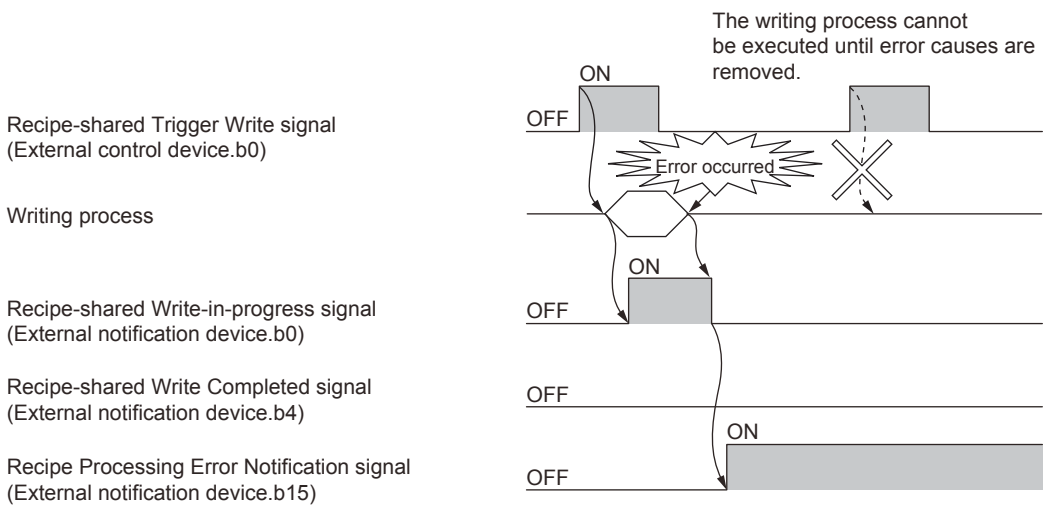 The writing process cannot
be executed until error causes are
removed.
ON
OFF
Recipe-shared Trigger Write signal
(External control device.b0)
Error occurred
Writing process
ON
OFF
Recipe-shared Write-in-progress signal
(External notification device.b0)
Recipe-shared Write Completed signal
(External notification device.b4)
OFF
ON
Recipe Processing Error Notification signal
(External notification device.b15)
OFF